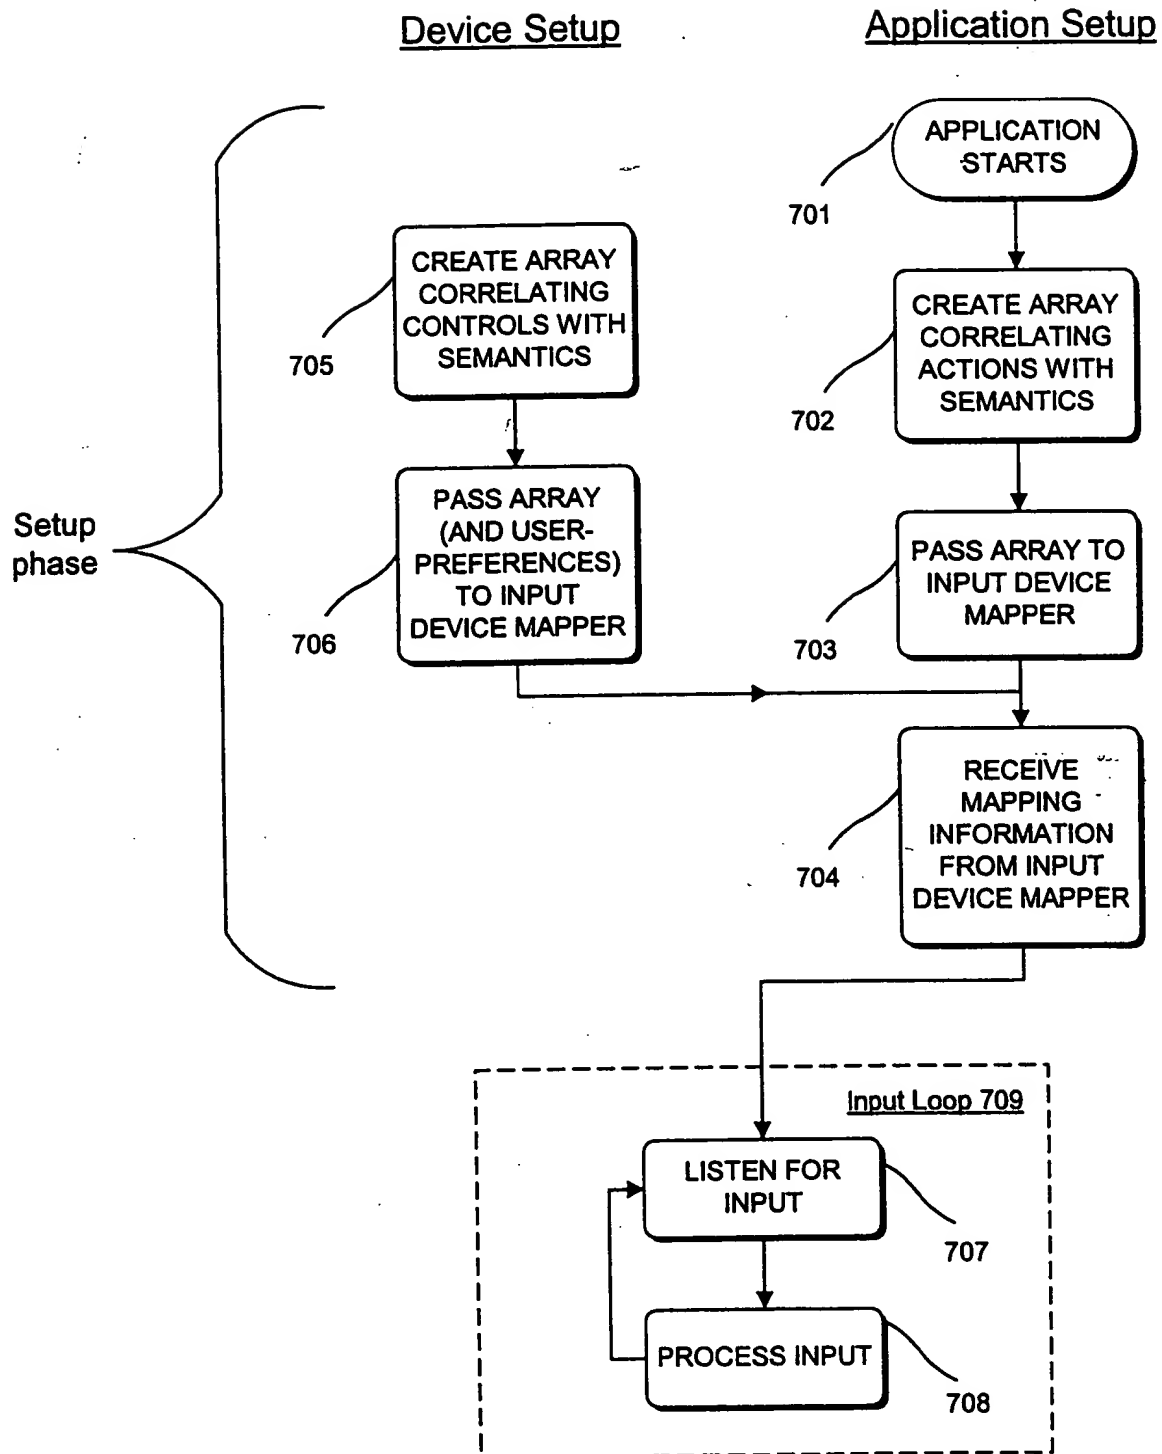 Device Setup
Application Setup
APPLICATION
STARTS
701
CREATE ARRAY
CORRELATING
CONTROLS WITH
SEMANTICS
705
CREATE ARRAY
CORRELATING
ACTIONS WITH
SEMANTICS
702
Setup
phase
PASS ARRAY
(AND USER-
PREFERENCES)
TO INPUT
DEVICE MAPPER
706
PASS ARRAY TO
INPUT DEVICE
MAPPER
703
RECEIVE
MAPPING
INFORMATION
FROM INPUT
DEVICE MAPPER
704
Input Loop 709
LISTEN FOR
INPUT
707
PROCESS INPUT
708